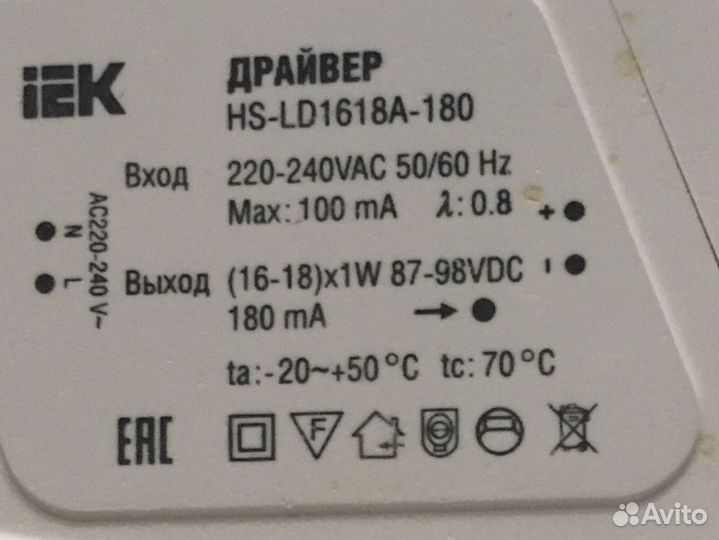 IEK
ДРАЙВЕР
HS-LD1618A-180
Вход 220-240VAC 50/60 Hz
Max: 100 mA λ: 0.8 +
N
L
AC220-240 V~
Выход (16-18)x1W 87-98VDC -
180 mA →
ta:-20~+50°C tc: 70°C
EAC
F
Avito